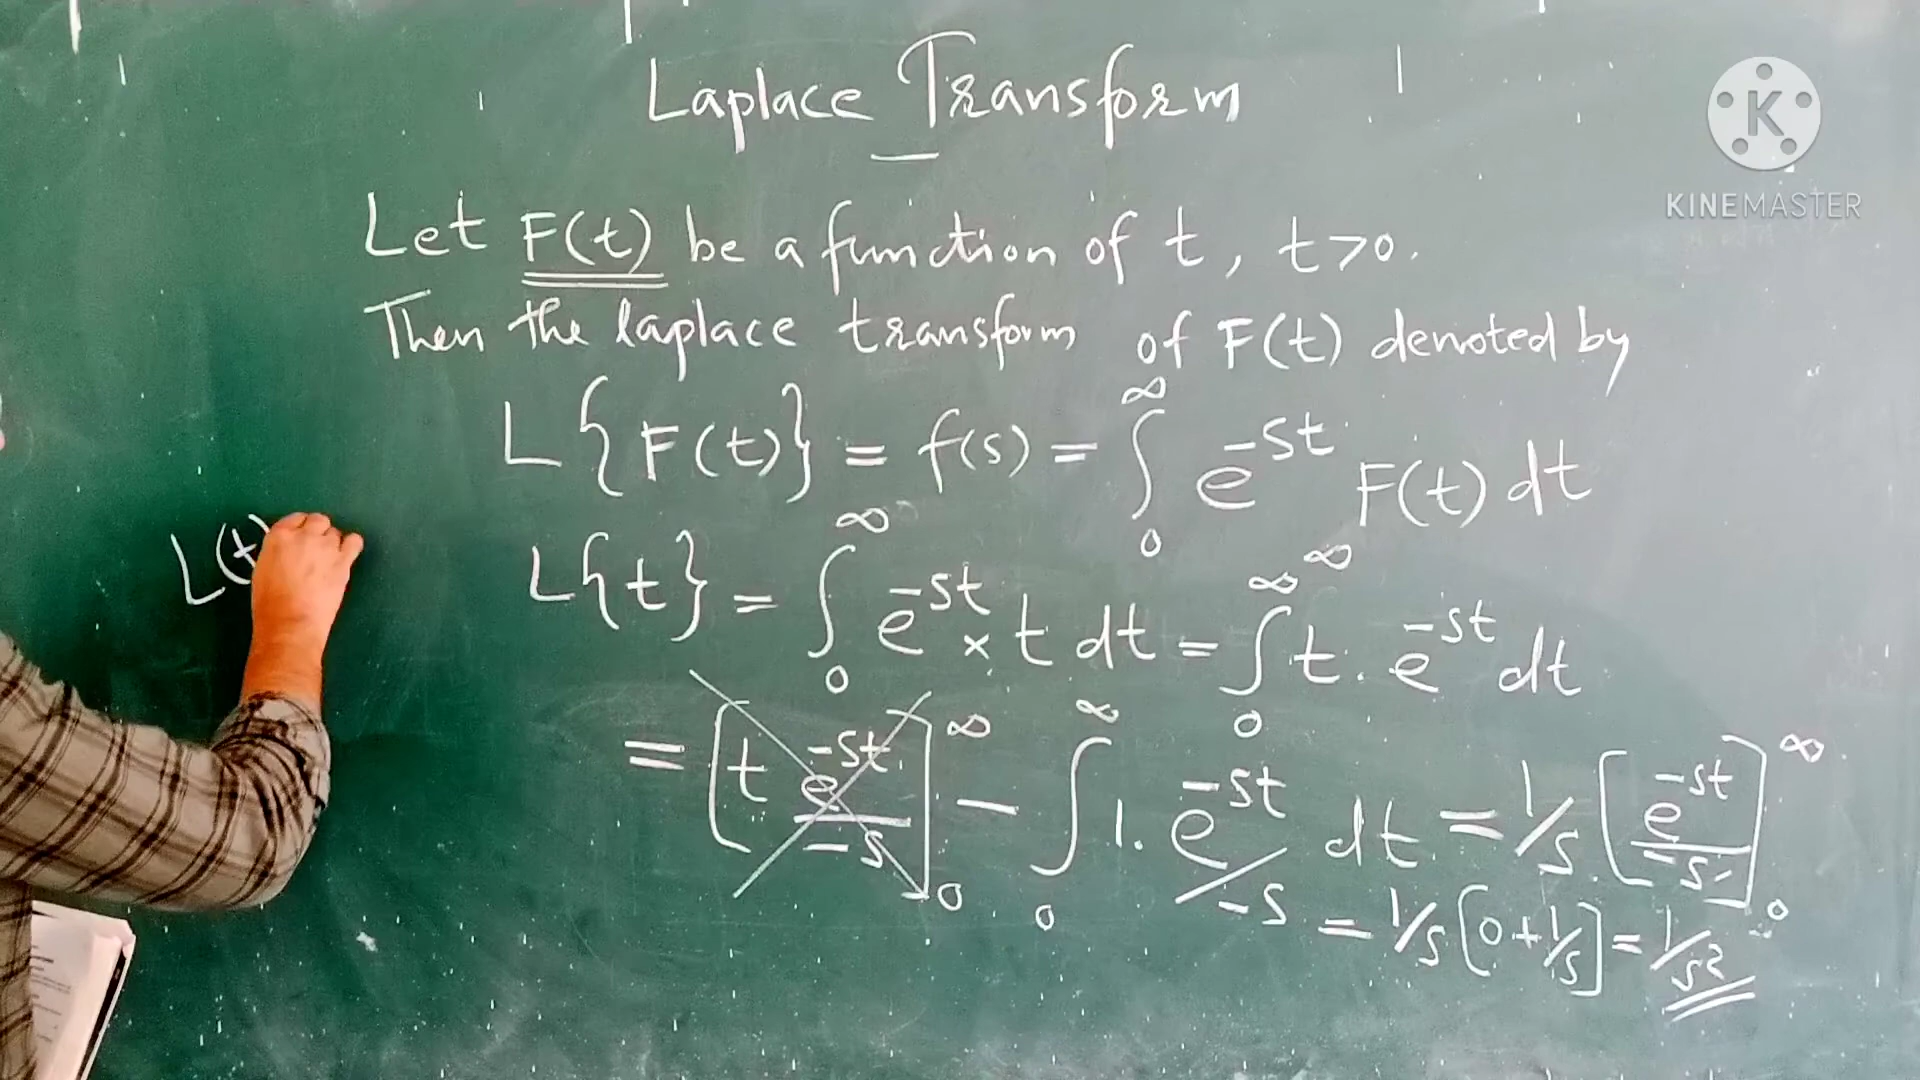 Laplace Transform
K
KINEMASTER
Let F(t) be a function of t, t>0.
Then the laplace transform of F(t) denoted by
L{F(t)} = f(s) = ∫₀^∞ e^-st F(t) dt
L(t)
L{t} = ∫₀^∞ e^-st × t dt = ∫₀^∞ ^∞ t. e^-st dt
= [t e^-st/-s]₀^∞ - ∫₀^∞ 1. e^-st/-s dt = 1/s [e^-st/-s]₀^∞
= 1/s [0 + 1/s] = 1/s²